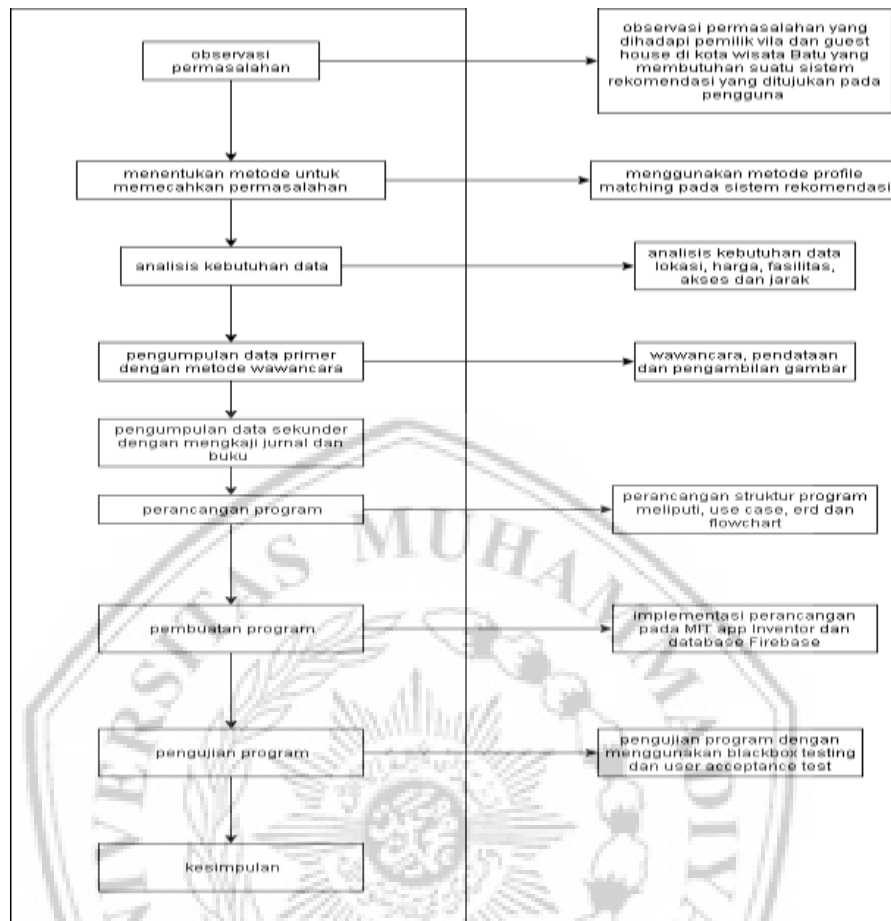 observasi
permasalahan
observasi permasalahan yang
dihadapi pemilik vila dan guest
house di kota wisata Batu yang
membutuhan suatu sistem
rekomendasi yang ditujukan pada
pengguna
menentukan metode untuk
memecahkan permasalahan
menggunakan metode profile
matching pada sistem rekomendasi
analisis kebutuhan data
analisis kebutuhan data
lokasi, harga, fasilitas,
akses dan jarak
pengumpulan data primer
dengan metode wawancara
wawancara, pendataan
dan pengambilan gambar
pengumpulan data sekunder
dengan mengkaji jurnal dan
buku
perancangan program
perancangan struktur program
meliputi, use case, erd dan
flowchart
pembuatan program
implementasi perancangan
pada MIT app Inventor dan
database Firebase
pengujian program
pengujian program dengan
menggunakan blackbox testing
dan user acceptance test
kesimpulan